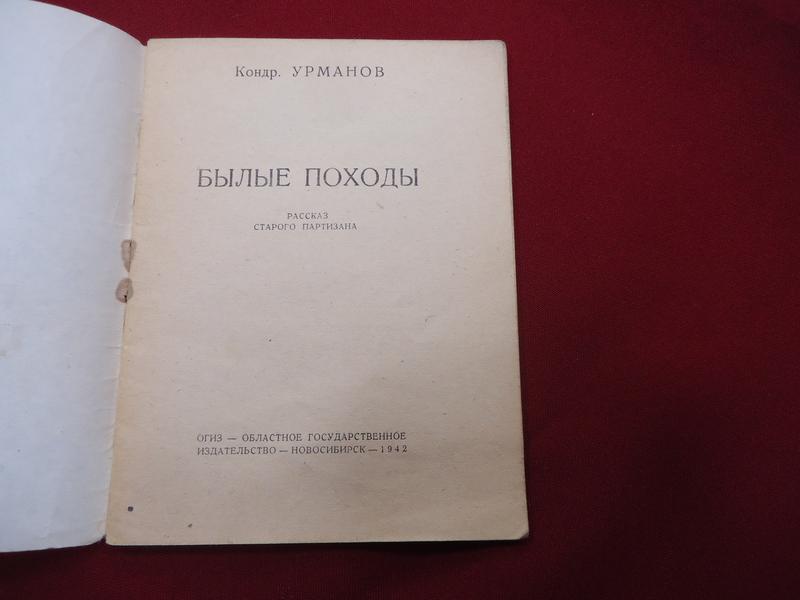 Кондр. УРМАНОВ
БЫЛЫЕ ПОХОДЫ
РАССКАЗ
СТАРОГО ПАРТИЗАНА
ОГИЗ — ОБЛАСТНОЕ ГОСУДАРСТВЕННОЕ
ИЗДАТЕЛЬСТВО — НОВОСИБИРСК — 1942